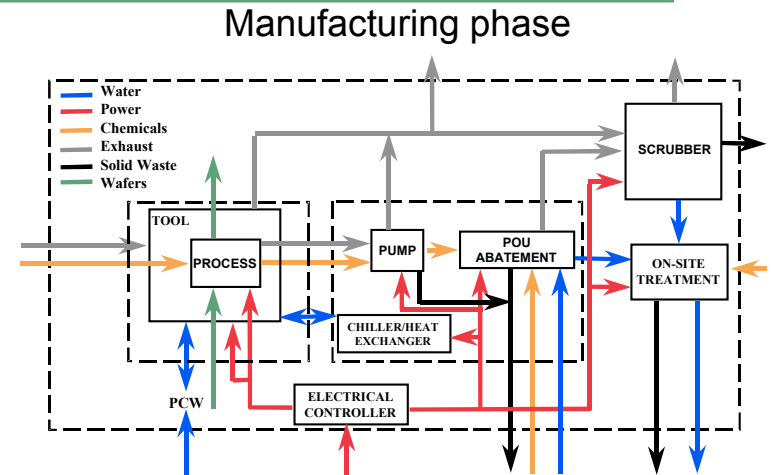 Manufacturing phase
Water
Power
Chemicals
Exhaust
Solid Waste
Wafers
SCRUBBER
TOOL
PROCESS
PUMP
POU
ABATEMENT
ON-SITE
TREATMENT
CHILLER/HEAT
EXCHANGER
PCW
ELECTRICAL
CONTROLLER